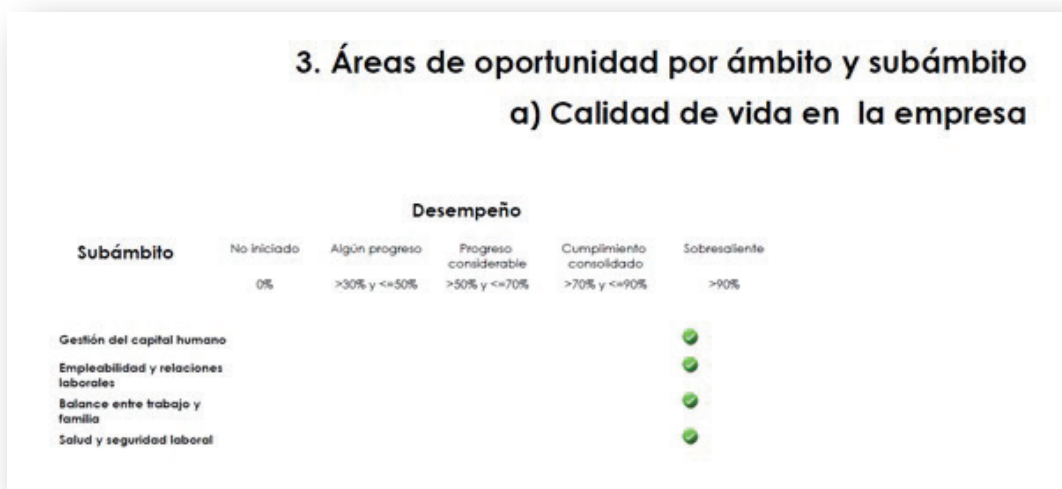 3. Áreas de oportunidad por ámbito y subámbito
a) Calidad de vida en la empresa
Desempeño
Subámbito
No iniciado
Algún progreso
Progreso
considerable
Cumplimiento
consolidado
Sobresaliente
0%
>30% y <=50%
>50% y <=70%
>70% y <=90%
>90%
Gestión del capital humano
Empleabilidad y relaciones
laborales
Balance entre trabajo y
familia
Salud y seguridad laboral